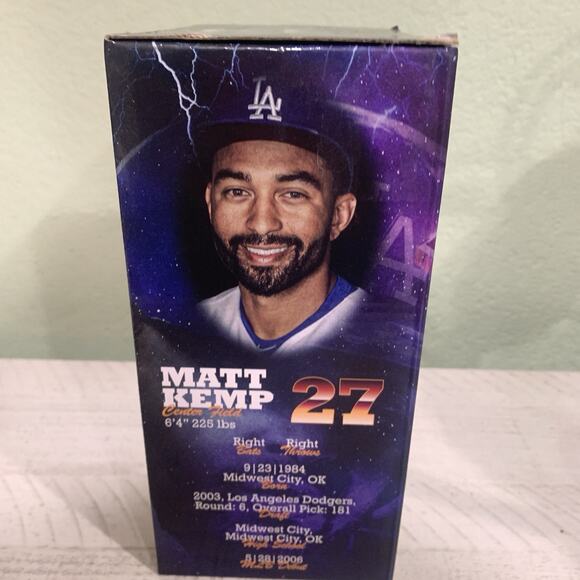 LA
MATT
KEMP
Center Field
6'4" 225 lbs
27
Right Right
Bats Throws
9|23|1984
Midwest City, OK
Born
2003, Los Angeles Dodgers,
Round: 6, Overall Pick: 181
Draft
Midwest City,
Midwest City, OK
High School
5|28|2006
MLB Debut